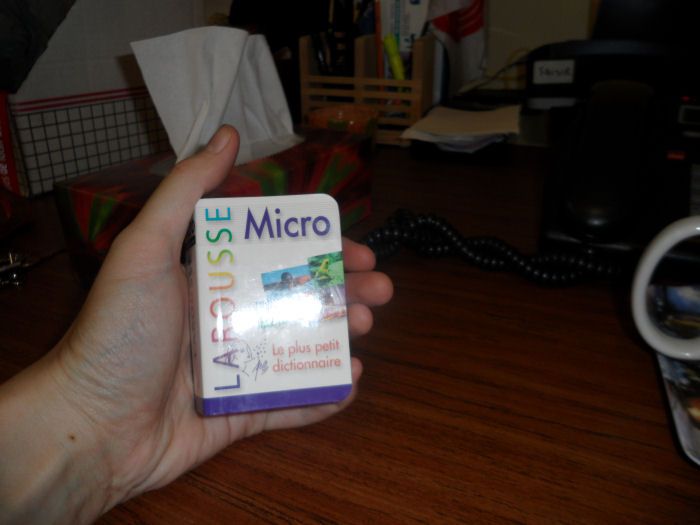 LAROUSSE
Micro
Le plus petit
dictionnaire